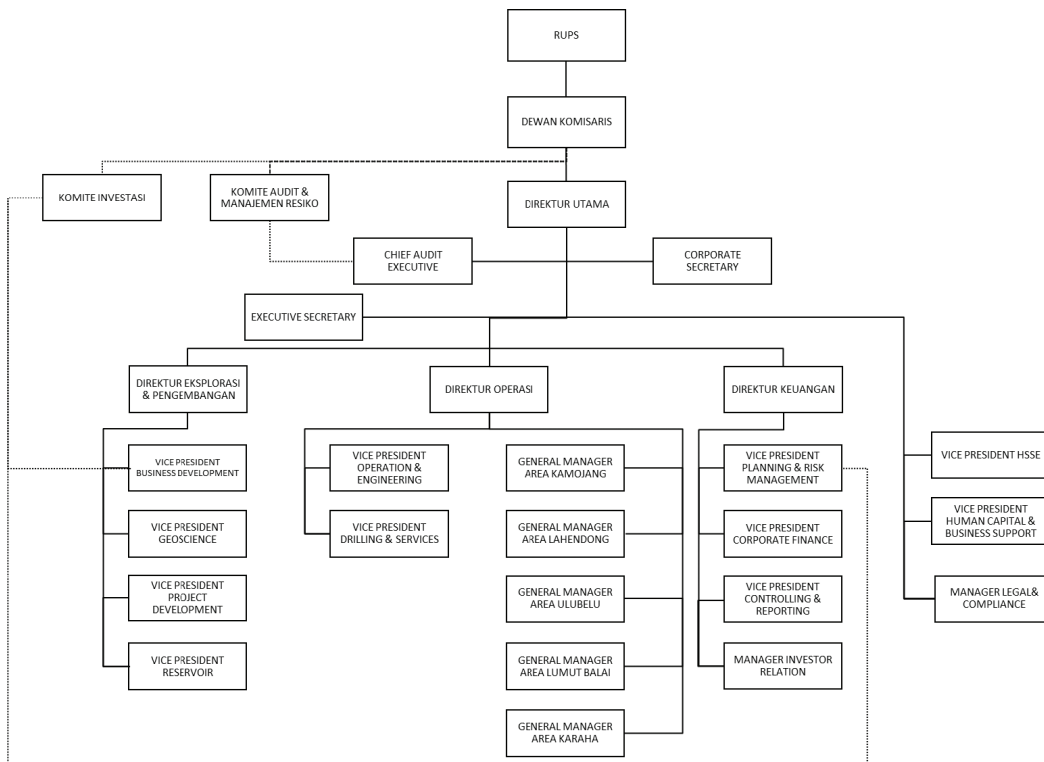 RUPS
DEWAN KOMISARIS
KOMITE INVESTASI
KOMITE AUDIT &
MANAJEMEN RESIKO
DIREKTUR UTAMA
CHIEF AUDIT
EXECUTIVE
CORPORATE
SECRETARY
EXECUTIVE SECRETARY
DIREKTUR EKSPLORASI
& PENGEMBANGAN
DIREKTUR OPERASI
DIREKTUR KEUANGAN
VICE PRESIDENT
BUSINESS DEVELOPMENT
VICE PRESIDENT
GEOSCIENCE
VICE PRESIDENT
PROJECT
DEVELOPMENT
VICE PRESIDENT
RESERVOIR
VICE PRESIDENT
OPERATION &
ENGINEERING
VICE PRESIDENT
DRILLING & SERVICES
GENERAL MANAGER
AREA KAMOJANG
GENERAL MANAGER
AREA LAHENDONG
GENERAL MANAGER
AREA ULUBELU
GENERAL MANAGER
AREA LUMUT BALAI
GENERAL MANAGER
AREA KARAHA
VICE PRESIDENT
PLANNING & RISK
MANAGEMENT
VICE PRESIDENT
CORPORATE FINANCE
VICE PRESIDENT
CONTROLLING &
REPORTING
MANAGER INVESTOR
RELATION
VICE PRESIDENT HSSE
VICE PRESIDENT
HUMAN CAPITAL &
BUSINESS SUPPORT
MANAGER LEGAL&
COMPLIANCE